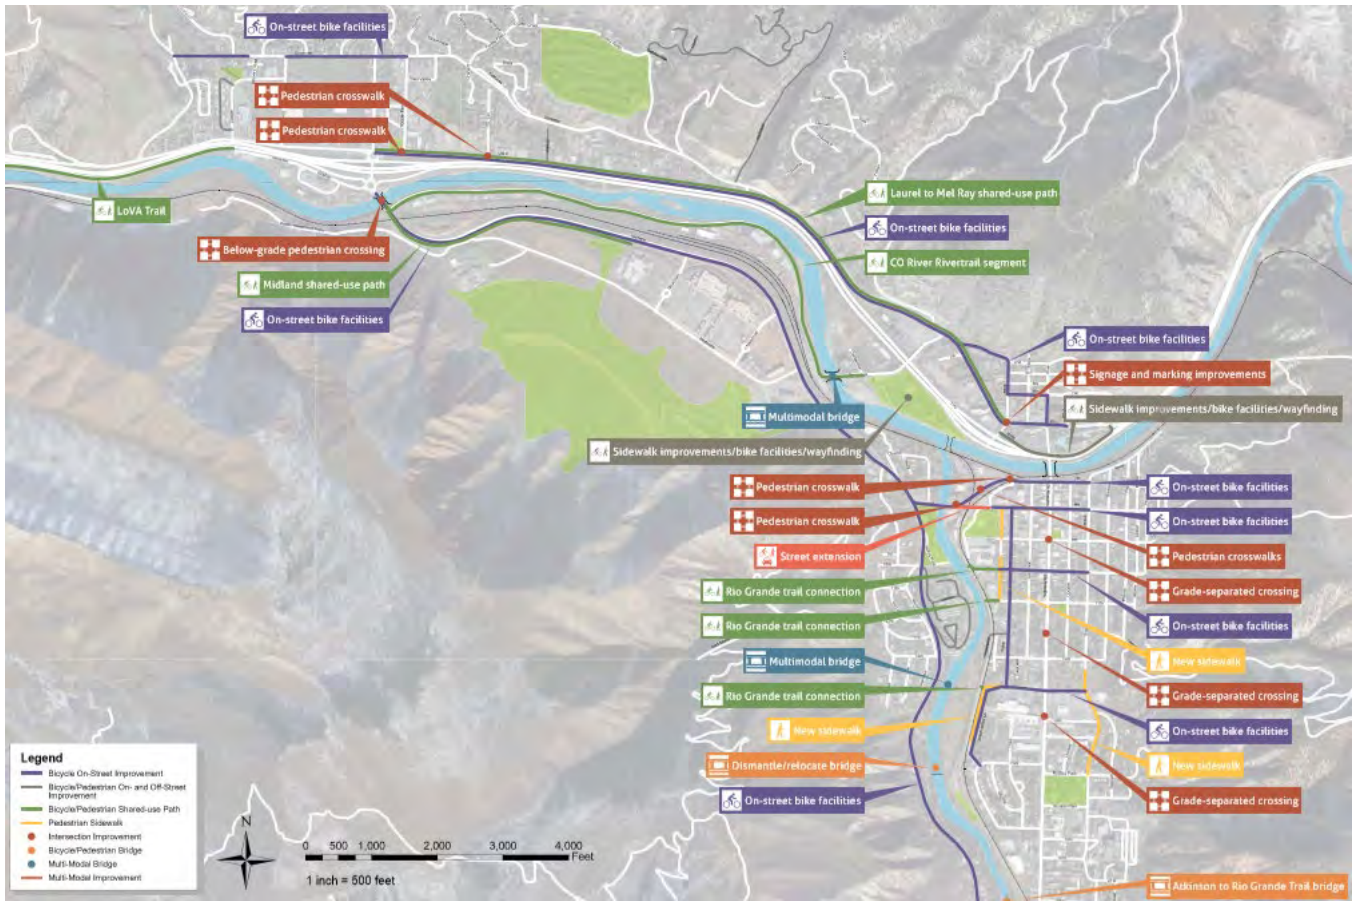 On-street bike facilities
Pedestrian crosswalk
Pedestrian crosswalk
LoVA Trail
Below-grade pedestrian crossing
Midland shared-use path
On-street bike facilities
Laurel to Mel Ray shared-use path
On-street bike facilities
CO River Rivertrail segment
On-street bike facilities
Signage and marking improvements
Sidewalk improvements/bike facilities/wayfinding
Multimodal bridge
Sidewalk improvements/bike facilities/wayfinding
Pedestrian crosswalk
Pedestrian crosswalk
Street extension
Rio Grande trail connection
Rio Grande trail connection
Multimodal bridge
Rio Grande trail connection
New sidewalk
Dismantle/relocate bridge
On-street bike facilities
On-street bike facilities
On-street bike facilities
Pedestrian crosswalks
Grade-separated crossing
On-street bike facilities
New sidewalk
Grade-separated crossing
On-street bike facilities
New sidewalk
Grade-separated crossing
Atkinson to Rio Grande Trail bridge
Legend
Bicycle On-Street Improvement
Bicycle/Pedestrian On- and Off-Street
Improvement
Bicycle/Pedestrian Shared-use Path
Pedestrian Sidewalk
Intersection Improvement
Bicycle/Pedestrian Bridge
Multi-Modal Bridge
Multi-Modal Improvement
N
0 500 1,000 2,000 3,000 4,000
Feet
1 inch = 500 feet